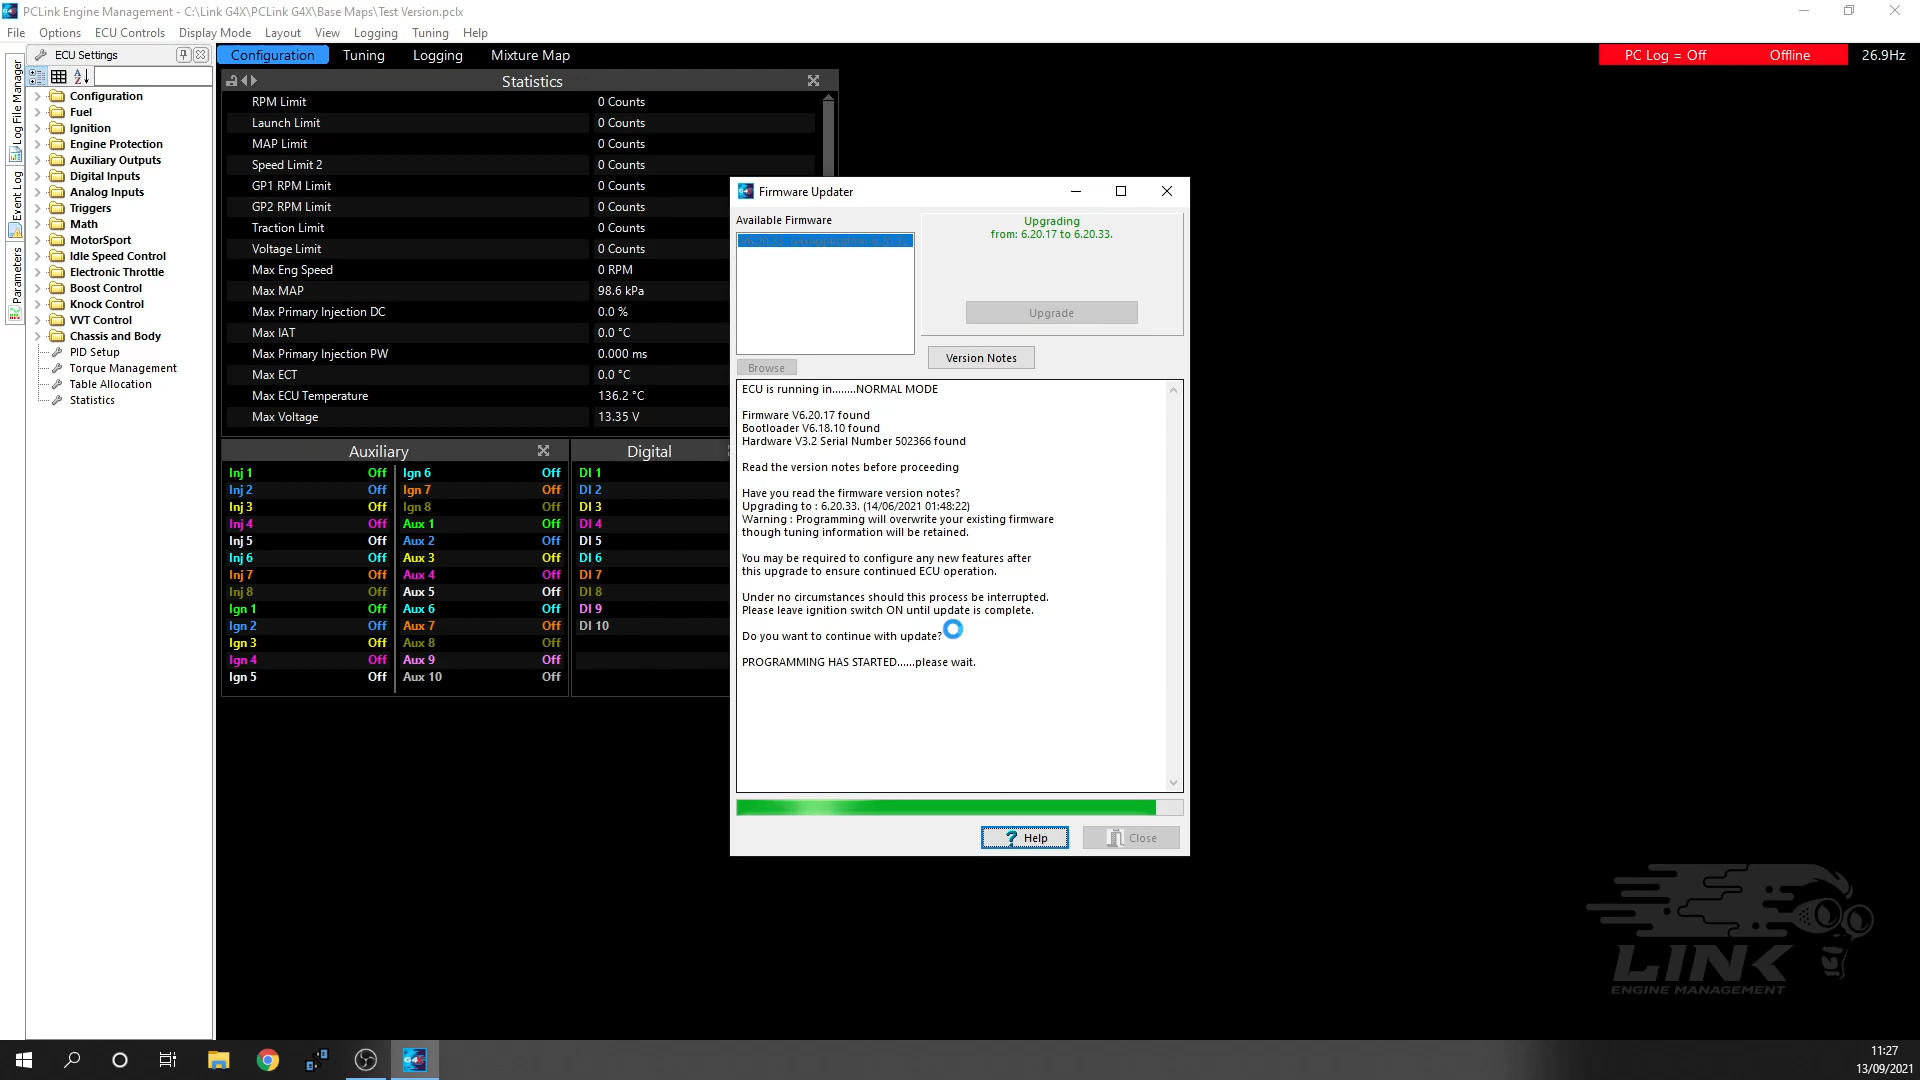 PCLink Engine Management - C:\Link G4X\PCLink G4X\Base Maps\Test Version.pclx
File Options ECU Controls Display Mode Layout View Logging Tuning Help
ECU Settings
Configuration Tuning Logging Mixture Map
PC Log = Off Offline 26.9Hz
Log File Manager
Event Log
Parameters
Configuration
Fuel
Ignition
Engine Protection
Auxiliary Outputs
Digital Inputs
Analog Inputs
Triggers
Math
MotorSport
Idle Speed Control
Electronic Throttle
Boost Control
Knock Control
VVT Control
Chassis and Body
PID Setup
Torque Management
Table Allocation
Statistics
Statistics
RPM Limit 0 Counts
Launch Limit 0 Counts
MAP Limit 0 Counts
Speed Limit 2 0 Counts
GP1 RPM Limit 0 Counts
GP2 RPM Limit 0 Counts
Traction Limit 0 Counts
Voltage Limit 0 Counts
Max Eng Speed 0 RPM
Max MAP 98.6 kPa
Max Primary Injection DC 0.0 %
Max IAT 0.0 °C
Max Primary Injection PW 0.000 ms
Max ECT 0.0 °C
Max ECU Temperature 136.2 °C
Max Voltage 13.35 V
Auxiliary
Inj 1 Off Ign 6 Off
Inj 2 Off Ign 7 Off
Inj 3 Off Ign 8 Off
Inj 4 Off Aux 1 Off
Inj 5 Off Aux 2 Off
Inj 6 Off Aux 3 Off
Inj 7 Off Aux 4 Off
Inj 8 Off Aux 5 Off
Ign 1 Off Aux 6 Off
Ign 2 Off Aux 7 Off
Ign 3 Off Aux 8 Off
Ign 4 Off Aux 9 Off
Ign 5 Off Aux 10 Off
Digital
DI 1
DI 2
DI 3
DI 4
DI 5
DI 6
DI 7
DI 8
DI 9
DI 10
Firmware Updater
Available Firmware
Browse
Upgrading
from: 6.20.17 to 6.20.33.
Upgrade
Version Notes
ECU is running in........NORMAL MODE
Firmware V6.20.17 found
Bootloader V6.18.10 found
Hardware V3.2 Serial Number 502366 found
Read the version notes before proceeding
Have you read the firmware version notes?
Upgrading to : 6.20.33. (14/06/2021 01:48:22)
Warning : Programming will overwrite your existing firmware
though tuning information will be retained.
You may be required to configure any new features after
this upgrade to ensure continued ECU operation.
Under no circumstances should this process be interrupted.
Please leave ignition switch ON until update is complete.
Do you want to continue with update?
PROGRAMMING HAS STARTED......please wait.
? Help Close
LINK
ENGINE MANAGEMENT
G4X
11:27
13/09/2021